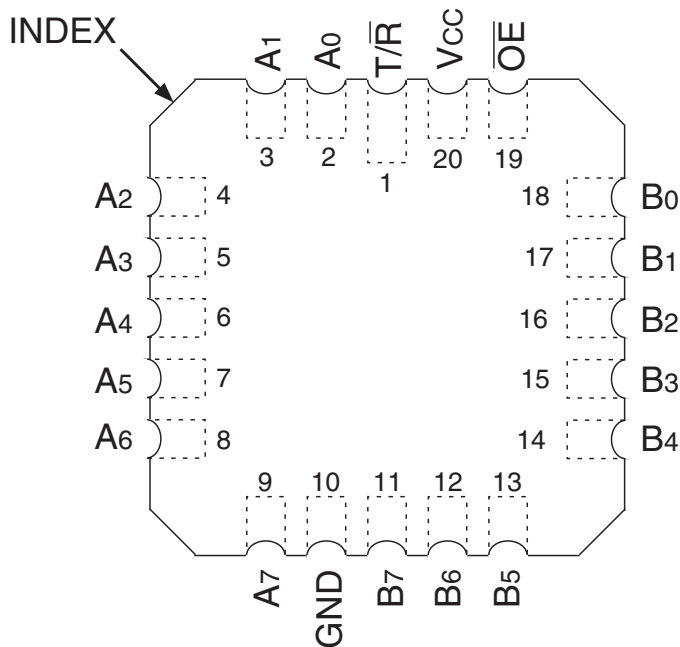 INDEX
A1 A0 T/R̅ VCC O̅E̅
3 2 1 20 19
A2 4 18 B0
A3 5 17 B1
A4 6 16 B2
A5 7 15 B3
A6 8 14 B4
9 10 11 12 13
A7 GND B7 B6 B5